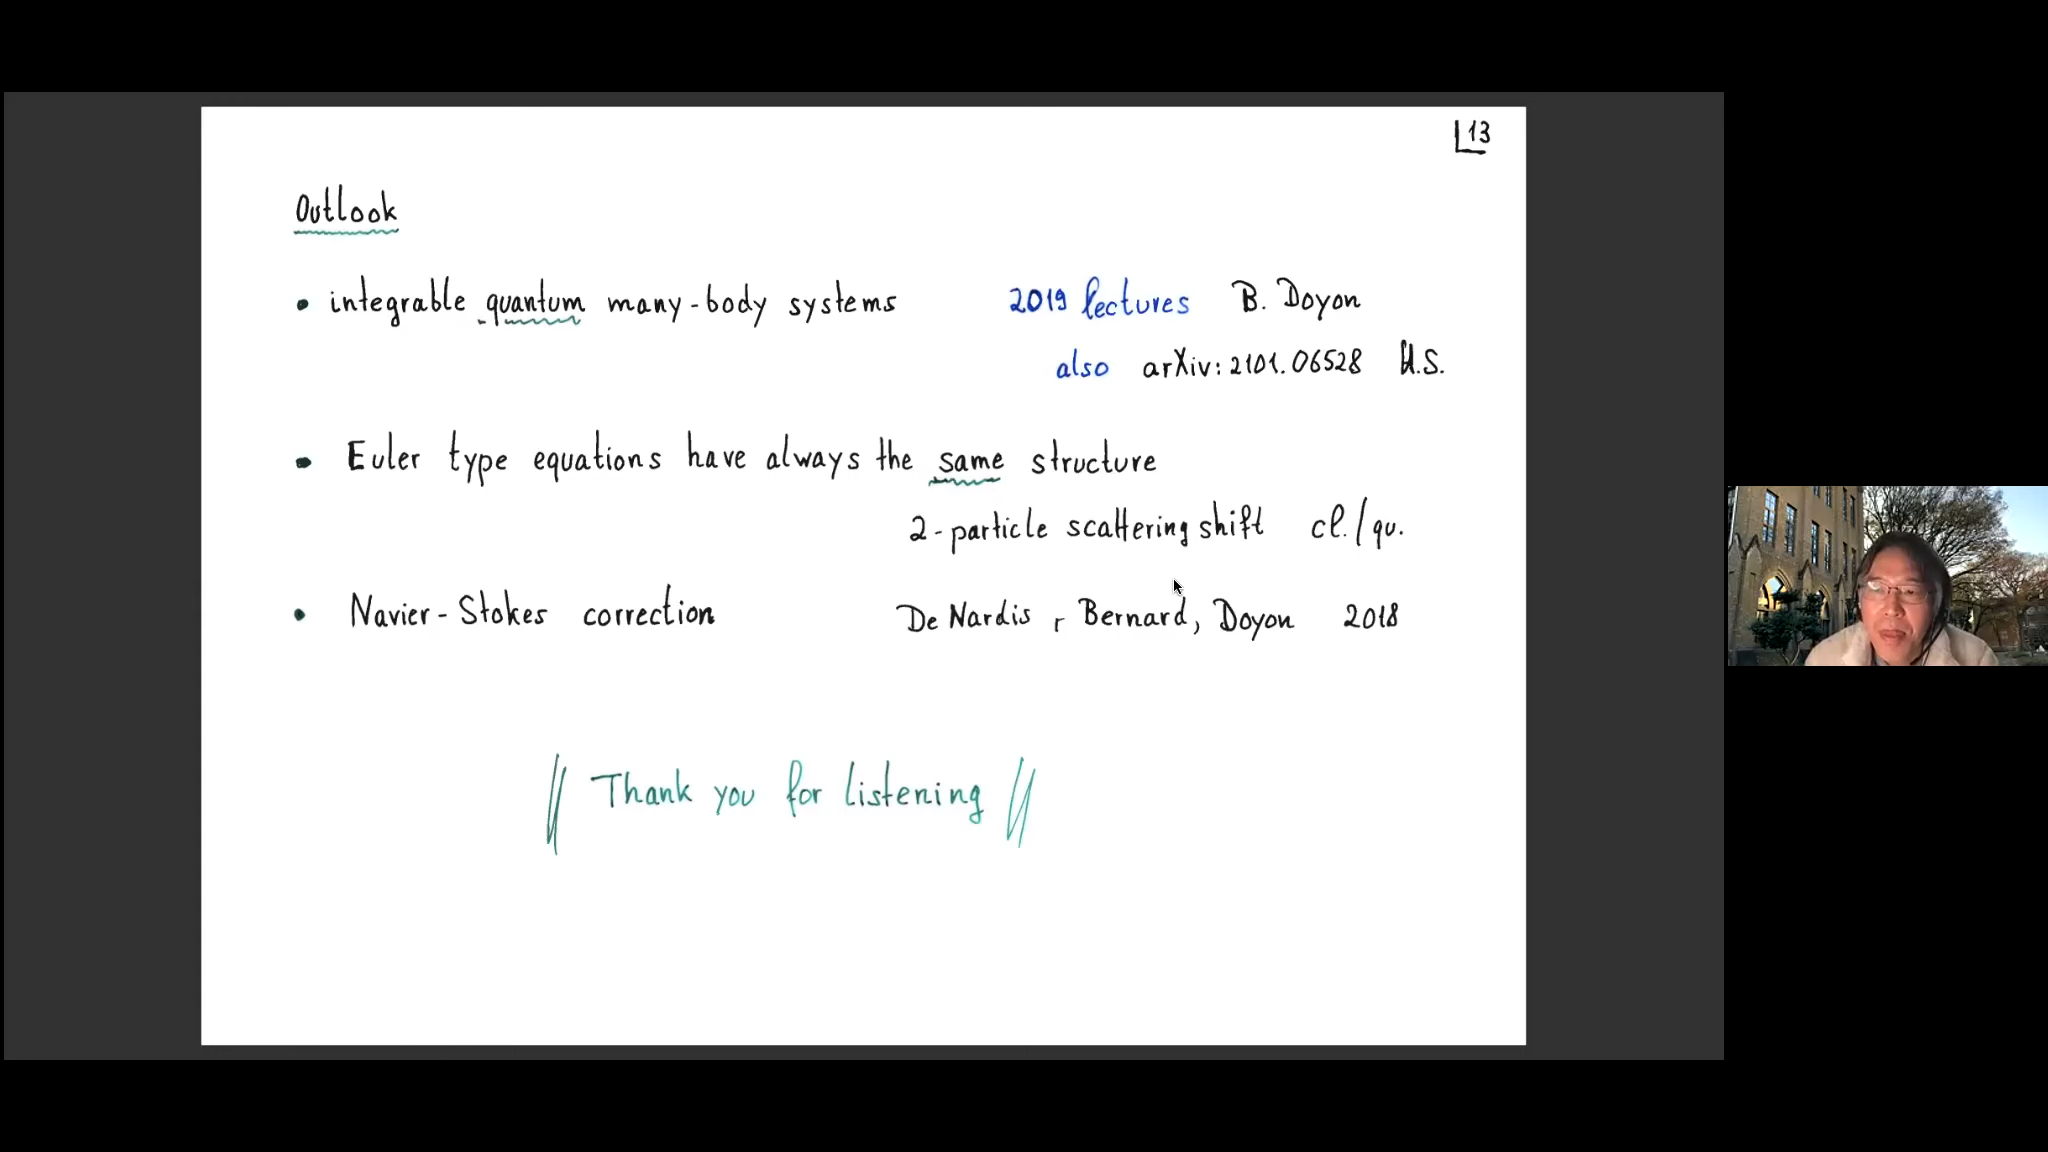 13
Outlook
• integrable quantum many-body systems 2019 lectures B. Doyon
also arXiv: 2101.06528 H.S.
• Euler type equations have always the same structure
2-particle scattering shift cl./qu.
• Navier-Stokes correction De Nardis, Bernard, Doyon 2018
Thank you for listening